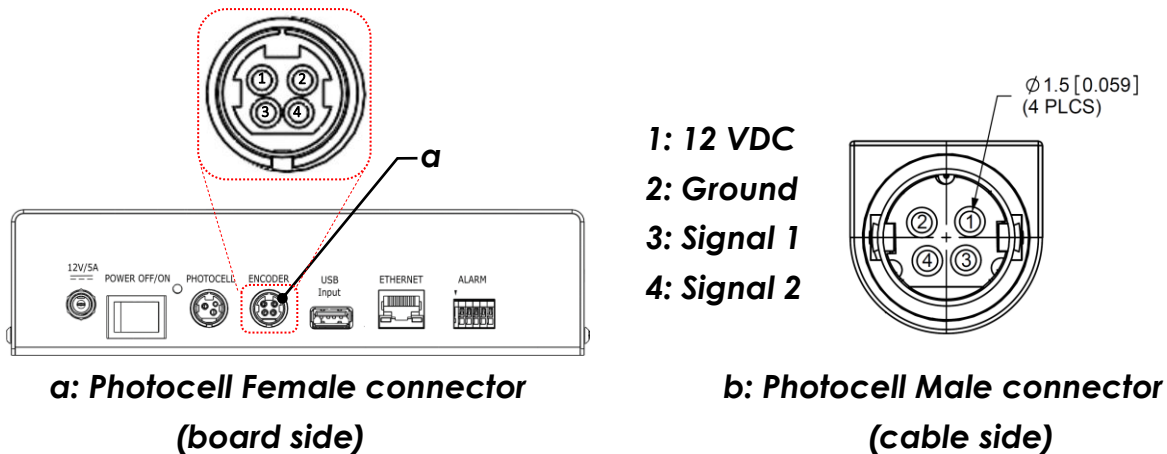 1 2
3 4
a
12V/5A
POWER OFF/ON
PHOTOCELL
ENCODER
USB
Input
ETHERNET
ALARM
a: Photocell Female connector
(board side)
1: 12 VDC
2: Ground
3: Signal 1
4: Signal 2
Ø 1.5 [0.059]
(4 PLCS)
2 1
4 3
b: Photocell Male connector
(cable side)